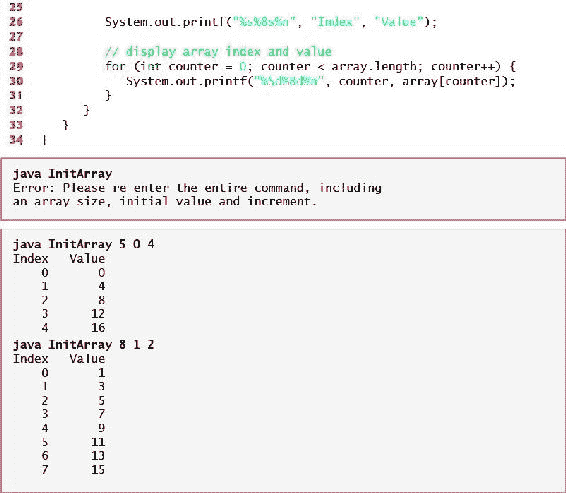 25
26 System.out.printf("%s%8s%n", "Index", "Value");
27
28 // display array index and value
29 for (int counter = 0; counter < array.length; counter++) {
30 System.out.printf("%5d%8d%n", counter, array[counter]);
31 }
32 }
33 }
34 }
java InitArray
Error: Please re enter the entire command, including
an array size, initial value and increment.
java InitArray 5 0 4
Index Value
0 0
1 4
2 8
3 12
4 16
java InitArray 8 1 2
Index Value
0 1
1 3
2 5
3 7
4 9
5 11
6 13
7 15